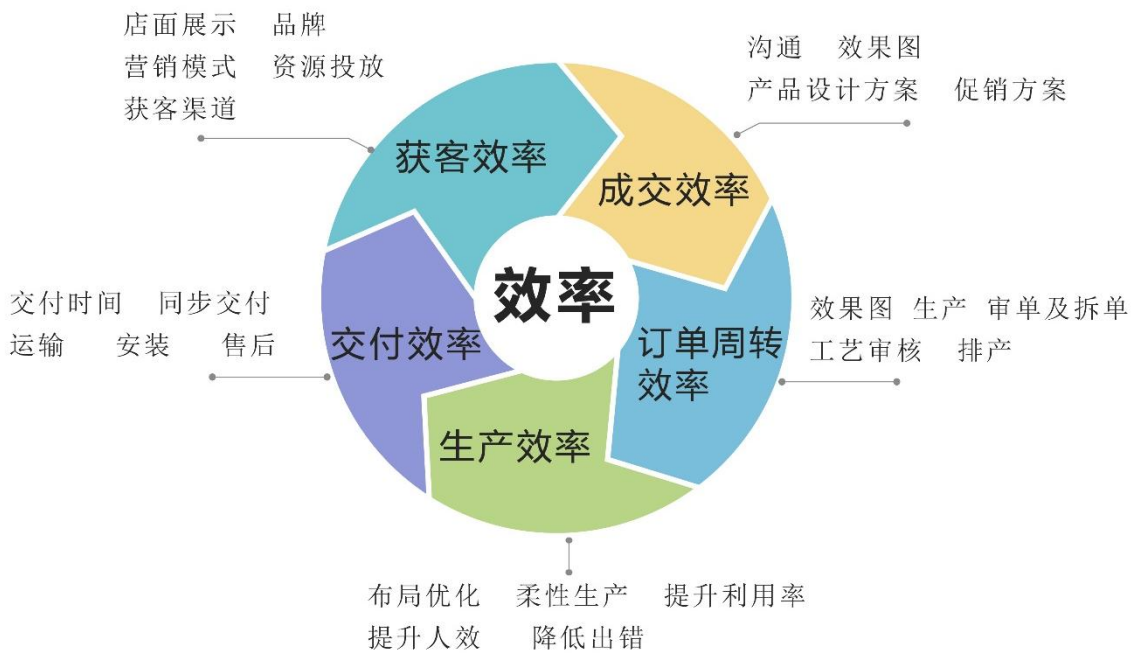 店面展示 品牌
营销模式 资源投放
获客渠道
沟通 效果图
产品设计方案 促销方案
获客效率
成交效率
效率
交付时间 同步交付
运输 安装 售后
交付效率
订单周转
效率
效果图 生产 审单及拆单
工艺审核 排产
生产效率
布局优化 柔性生产 提升利用率
提升人效 降低出错